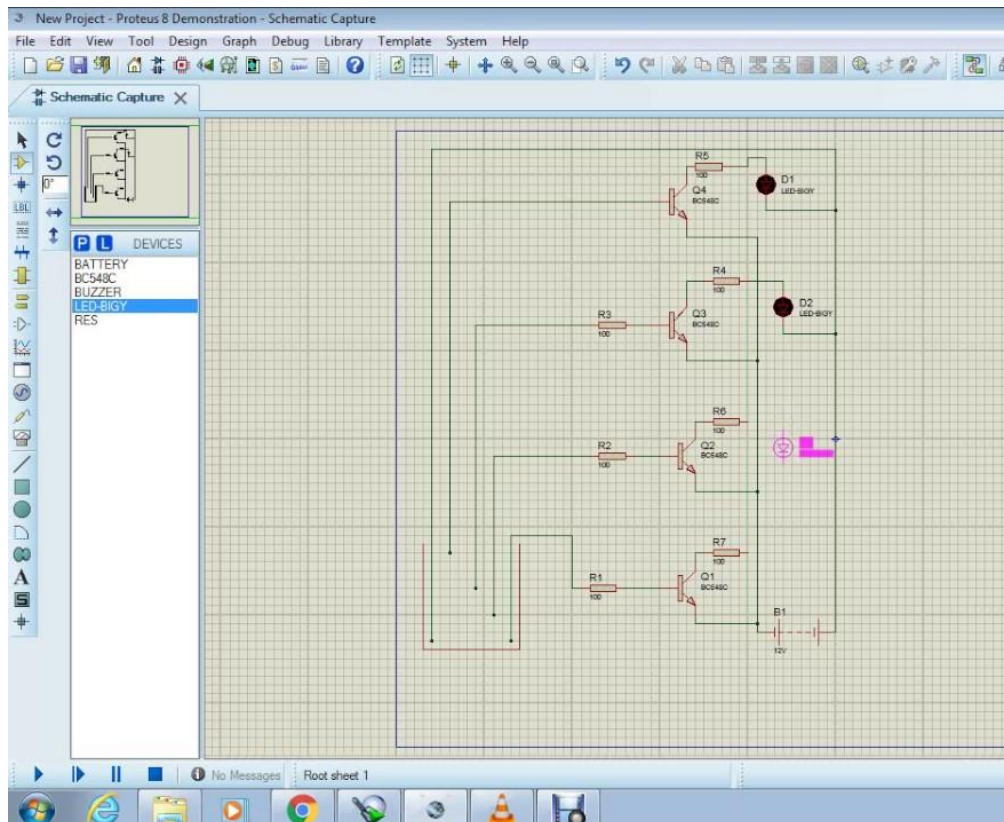 New Project - Proteus 8 Demonstration - Schematic Capture
File Edit View Tool Design Graph Debug Library Template System Help
Schematic Capture
0°
LBL
P L DEVICES
BATTERY
BC548C
BUZZER
LED-BIGY
RES
A
S
R5
100
D1
LED-BIGY
Q4
BC548C
R4
100
D2
LED-BIGY
R3
100
Q3
BC548C
R6
100
R2
100
Q2
BC548C
R7
100
R1
100
Q1
BC548C
B1
12V
No Messages
Root sheet 1